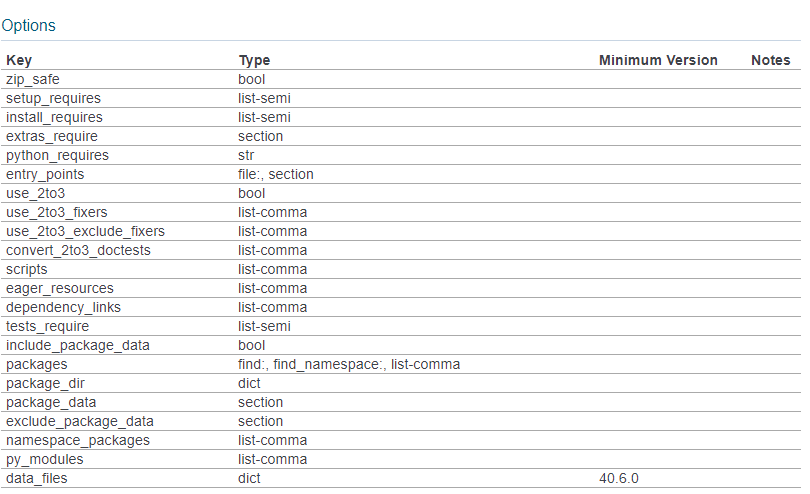 Options
Key Type Minimum Version Notes
zip_safe bool
setup_requires list-semi
install_requires list-semi
extras_require section
python_requires str
entry_points file:, section
use_2to3 bool
use_2to3_fixers list-comma
use_2to3_exclude_fixers list-comma
convert_2to3_doctests list-comma
scripts list-comma
eager_resources list-comma
dependency_links list-comma
tests_require list-semi
include_package_data bool
packages find:, find_namespace:, list-comma
package_dir dict
package_data section
exclude_package_data section
namespace_packages list-comma
py_modules list-comma
data_files dict 40.6.0